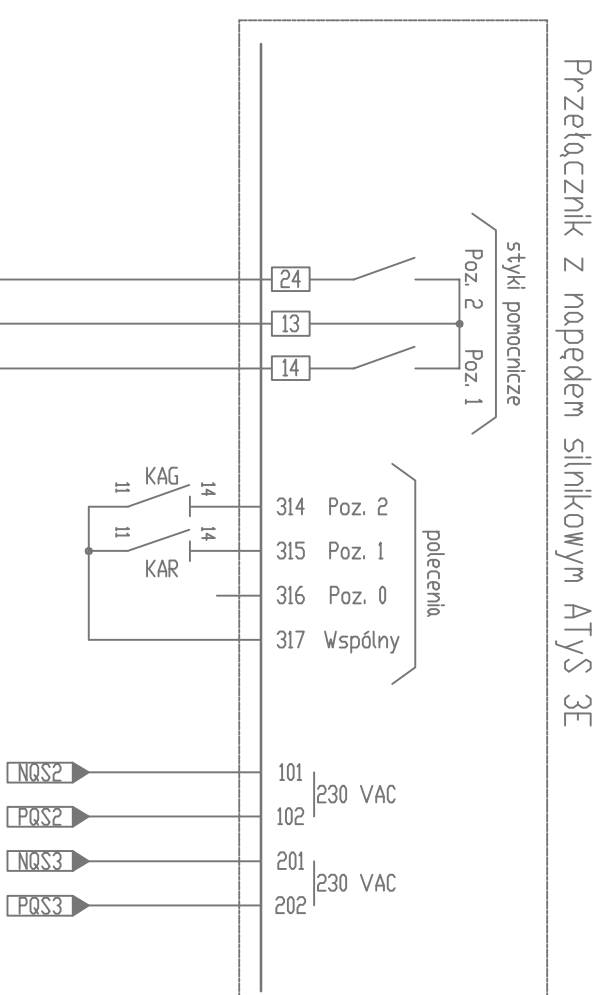 Przełącznik z napędem silnikowym ATyS 3E
styki pomocnicze
Poz. 2 Poz. 1
24
13
14
polecenia
KAG
11 14
314 Poz. 2
11 14
315 Poz. 1
KAR
316 Poz. 0
317 Wspólny
NQS2 101
230 VAC
PQS2 102
NQS3 201
230 VAC
PQS3 202